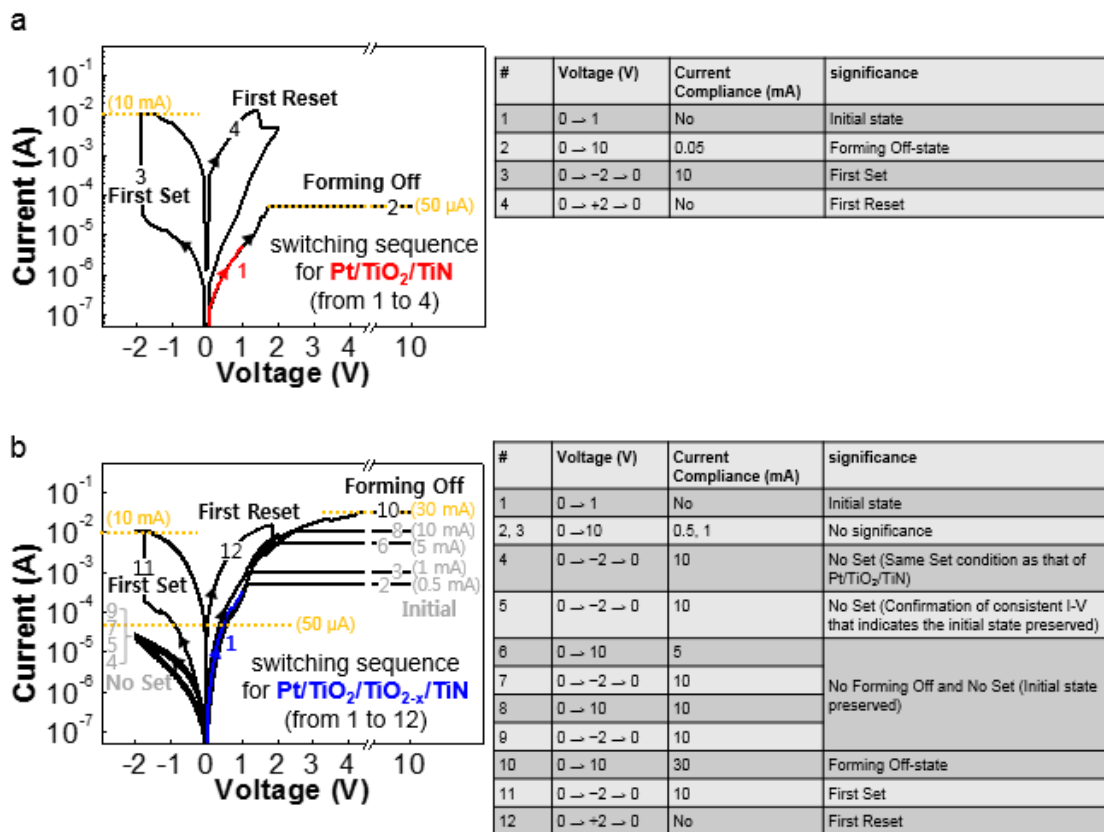 a
Current (A)
10⁻¹
10⁻²
10⁻³
10⁻⁴
10⁻⁵
10⁻⁶
10⁻⁷
(10 mA)
First Reset
4
3
First Set
Forming Off
2
(50 μA)
1
switching sequence
for Pt/TiO₂/TiN
(from 1 to 4)
-2 -1 0 1 2 3 4 10
Voltage (V)
# Voltage (V) Current Compliance (mA) significance
1 0 → 1 No Initial state
2 0 → 10 0.05 Forming Off-state
3 0 → −2 → 0 10 First Set
4 0 → +2 → 0 No First Reset
b
Current (A)
10⁻¹
10⁻²
10⁻³
10⁻⁴
10⁻⁵
10⁻⁶
10⁻⁷
Forming Off
10 (30 mA)
(10 mA)
First Reset
8 (10 mA)
12
6 (5 mA)
11
First Set
3 (1 mA)
2 (0.5 mA)
Initial
9
7
5
4
No Set
(50 μA)
1
switching sequence
for Pt/TiO₂/TiO₂₋ₓ/TiN
(from 1 to 12)
-2 -1 0 1 2 3 4 10
Voltage (V)
# Voltage (V) Current Compliance (mA) significance
1 0 → 1 No Initial state
2, 3 0 →10 0.5, 1 No significance
4 0 → −2 → 0 10 No Set (Same Set condition as that of
Pt/TiO₂/TiN)
5 0 → −2 → 0 10 No Set (Confirmation of consistent I-V
that indicates the initial state preserved)
6 0 → 10 5
7 0 → −2 → 0 10
8 0 → 10 10
9 0 → −2 → 0 10
No Forming Off and No Set (Initial state
preserved)
10 0 → 10 30 Forming Off-state
11 0 → −2 → 0 10 First Set
12 0 → +2 → 0 No First Reset